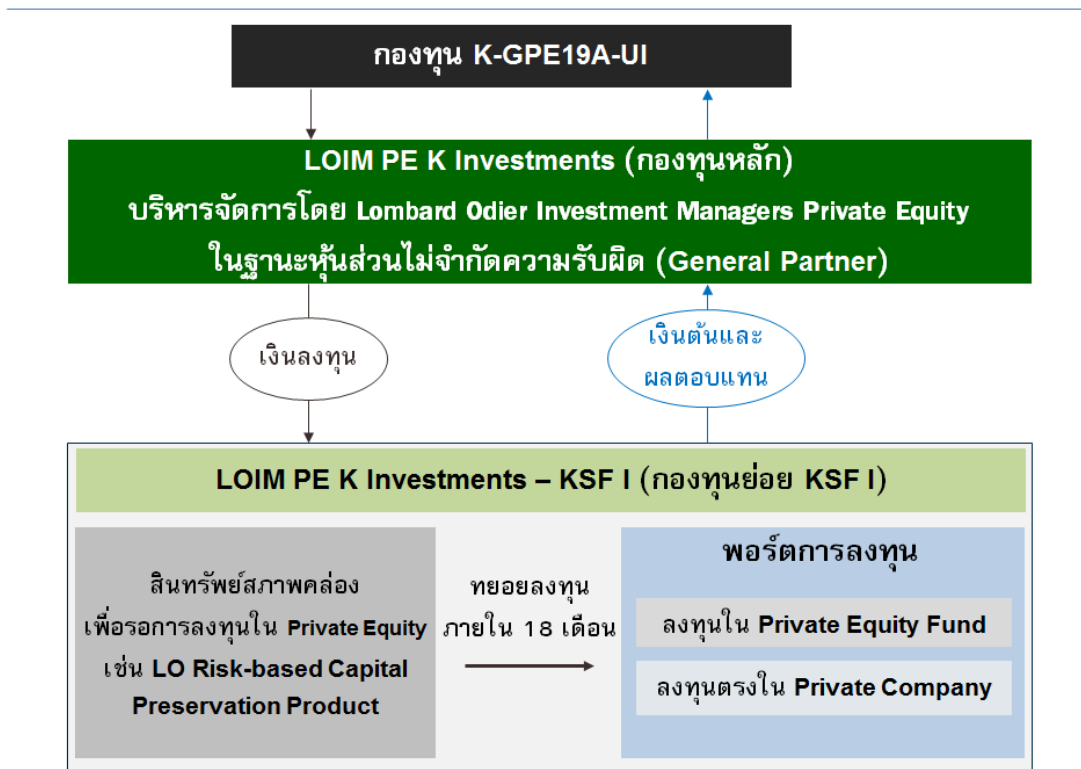 กองทุน K-GPE19A-UI
LOIM PE K Investments (กองทุนหลัก)
บริหารจัดการโดย Lombard Odier Investment Managers Private Equity
ในฐานะหุ้นส่วนไม่จำกัดความรับผิด (General Partner)
เงินลงทุน
เงินต้นและ
ผลตอบแทน
LOIM PE K Investments – KSF I (กองทุนย่อย KSF I)
สินทรัพย์สภาพคล่อง
เพื่อรอการลงทุนใน Private Equity
เช่น LO Risk-based Capital
Preservation Product
ทยอยลงทุน
ภายใน 18 เดือน
พอร์ตการลงทุน
ลงทุนใน Private Equity Fund
ลงทุนตรงใน Private Company